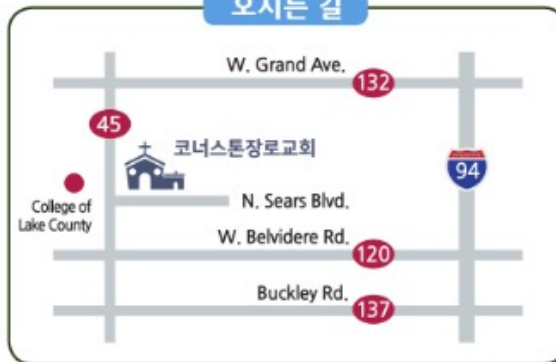 오시는 길
W. Grand Ave.
132
45
코너스톤장로교회
94
College of
Lake County
N. Sears Blvd.
W. Belvidere Rd.
120
Buckley Rd.
137